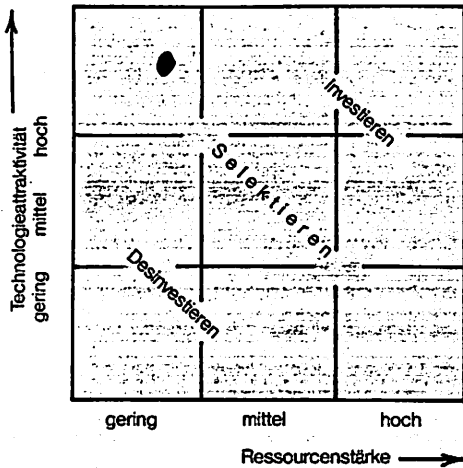 Technologieattraktivität
hoch
mittel
gering
Investieren
Selektieren
Desinvestieren
gering mittel hoch
Ressourcenstärke